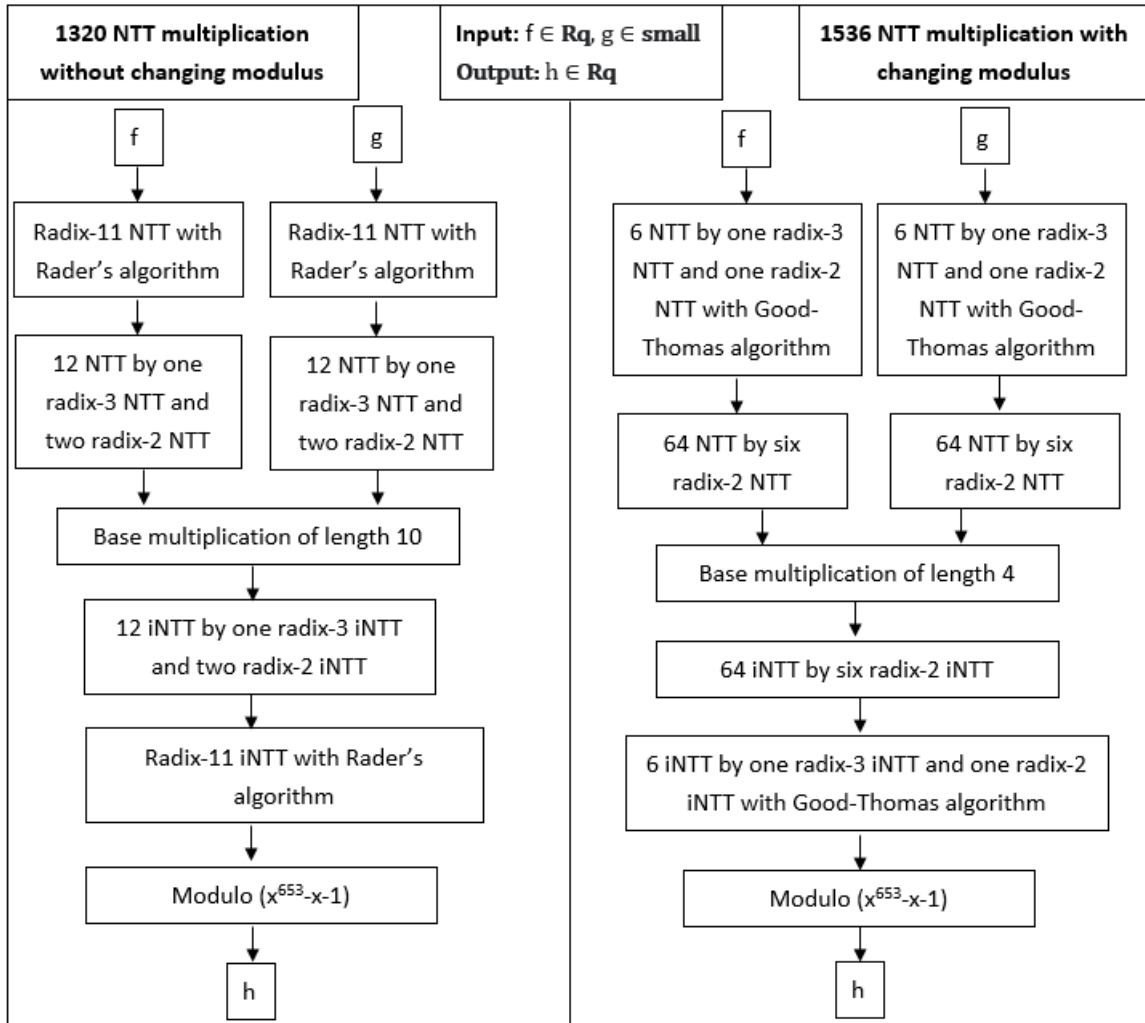 1320 NTT multiplication
without changing modulus
Input: f ∈ Rq, g ∈ small
Output: h ∈ Rq
1536 NTT multiplication with
changing modulus
f
g
Radix-11 NTT with
Rader’s algorithm
Radix-11 NTT with
Rader’s algorithm
12 NTT by one
radix-3 NTT and
two radix-2 NTT
12 NTT by one
radix-3 NTT and
two radix-2 NTT
Base multiplication of length 10
12 iNTT by one radix-3 iNTT
and two radix-2 iNTT
Radix-11 iNTT with Rader’s
algorithm
Modulo (x⁶⁵³-x-1)
h
f
g
6 NTT by one radix-3
NTT and one radix-2
NTT with Good-
Thomas algorithm
6 NTT by one radix-3
NTT and one radix-2
NTT with Good-
Thomas algorithm
64 NTT by six
radix-2 NTT
64 NTT by six
radix-2 NTT
Base multiplication of length 4
64 iNTT by six radix-2 iNTT
6 iNTT by one radix-3 iNTT and one radix-2
iNTT with Good-Thomas algorithm
Modulo (x⁶⁵³-x-1)
h